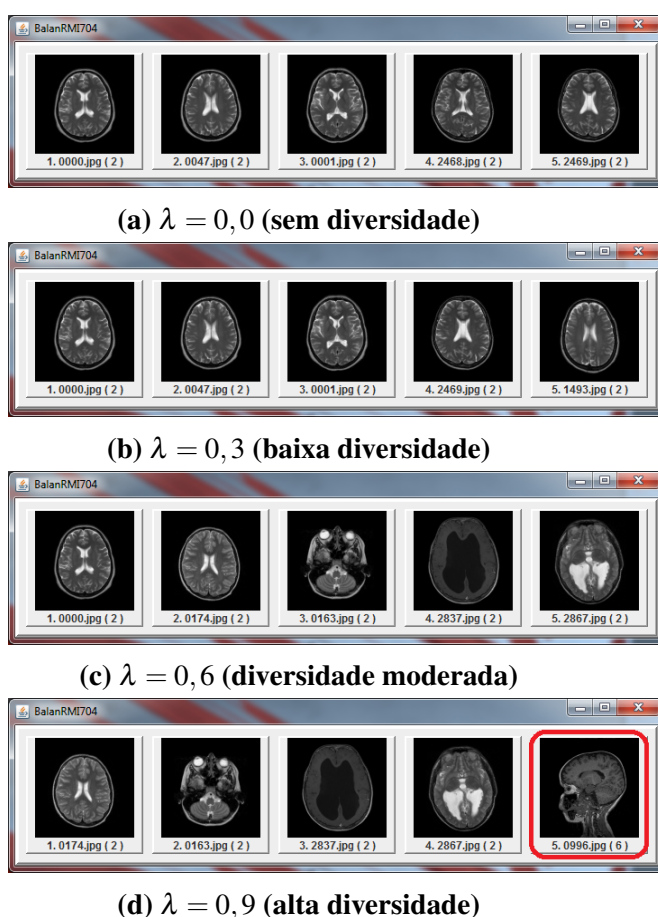 BalanRMI704
1. 0000.jpg ( 2 ) 2. 0047.jpg ( 2 ) 3. 0001.jpg ( 2 ) 4. 2468.jpg ( 2 ) 5. 2469.jpg ( 2 )
(a) λ = 0,0 (sem diversidade)
BalanRMI704
1. 0000.jpg ( 2 ) 2. 0047.jpg ( 2 ) 3. 0001.jpg ( 2 ) 4. 2469.jpg ( 2 ) 5. 1493.jpg ( 2 )
(b) λ = 0,3 (baixa diversidade)
BalanRMI704
1. 0000.jpg ( 2 ) 2. 0174.jpg ( 2 ) 3. 0163.jpg ( 2 ) 4. 2837.jpg ( 2 ) 5. 2867.jpg ( 2 )
(c) λ = 0,6 (diversidade moderada)
BalanRMI704
1. 0174.jpg ( 2 ) 2. 0163.jpg ( 2 ) 3. 2837.jpg ( 2 ) 4. 2867.jpg ( 2 ) 5. 0996.jpg ( 6 )
(d) λ = 0,9 (alta diversidade)